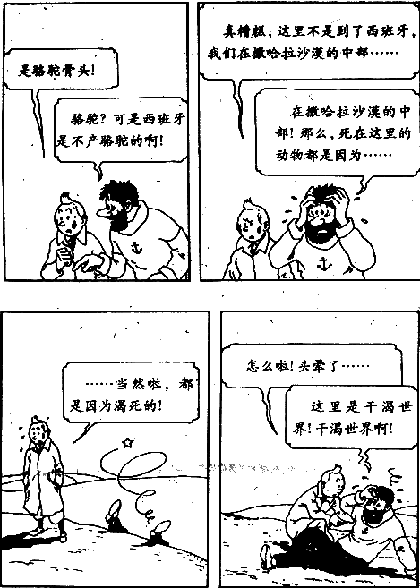 是骆驼骨头!
骆驼?可是西班牙
是不产骆驼的啊!
真糟糕,这里不是到了西班牙。
我们在撒哈拉沙漠的中部……
在撒哈拉沙漠的中
部!那么,死在这里的
动物都是因为……
……当然啦,都
是因为渴死的!
怎么啦!头晕了……
这里是干渴世
界!干渴世界啊!